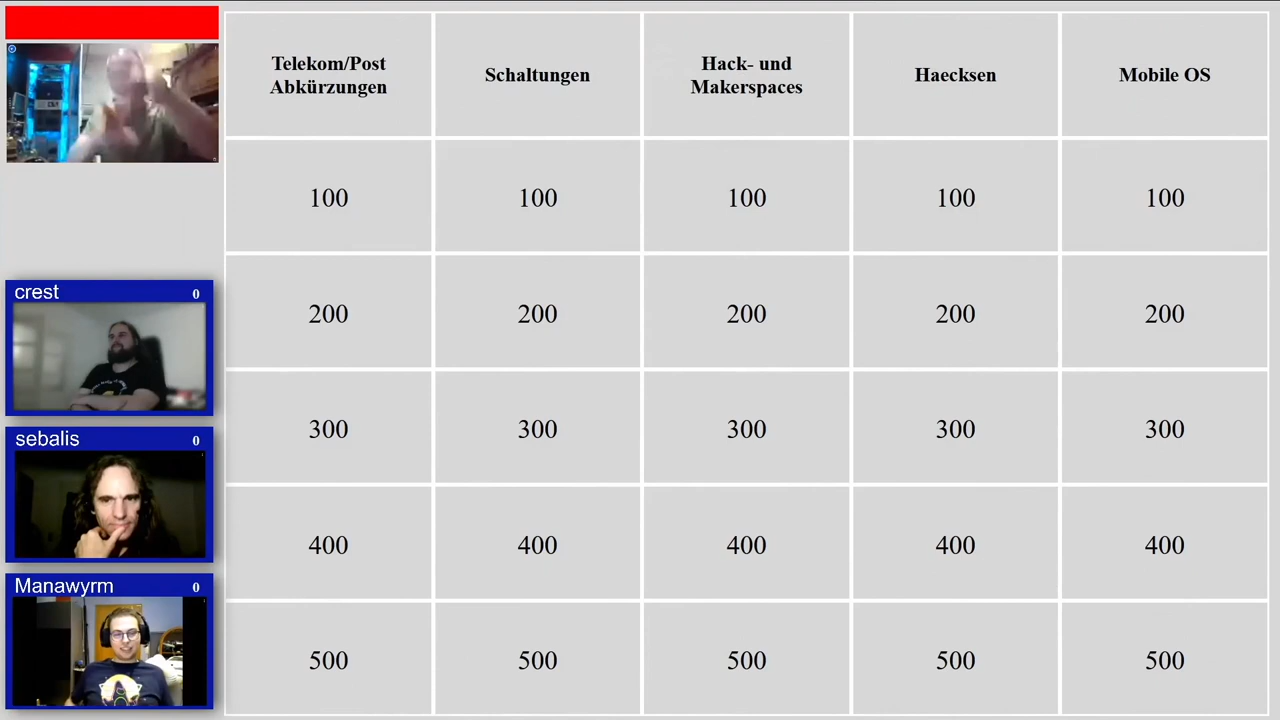 Telekom/Post
Abkürzungen
Schaltungen
Hack- und
Makerspaces
Haecksen
Mobile OS
100 100 100 100 100
200 200 200 200 200
300 300 300 300 300
400 400 400 400 400
500 500 500 500 500
crest 0
sebalis 0
Manawyrm 0